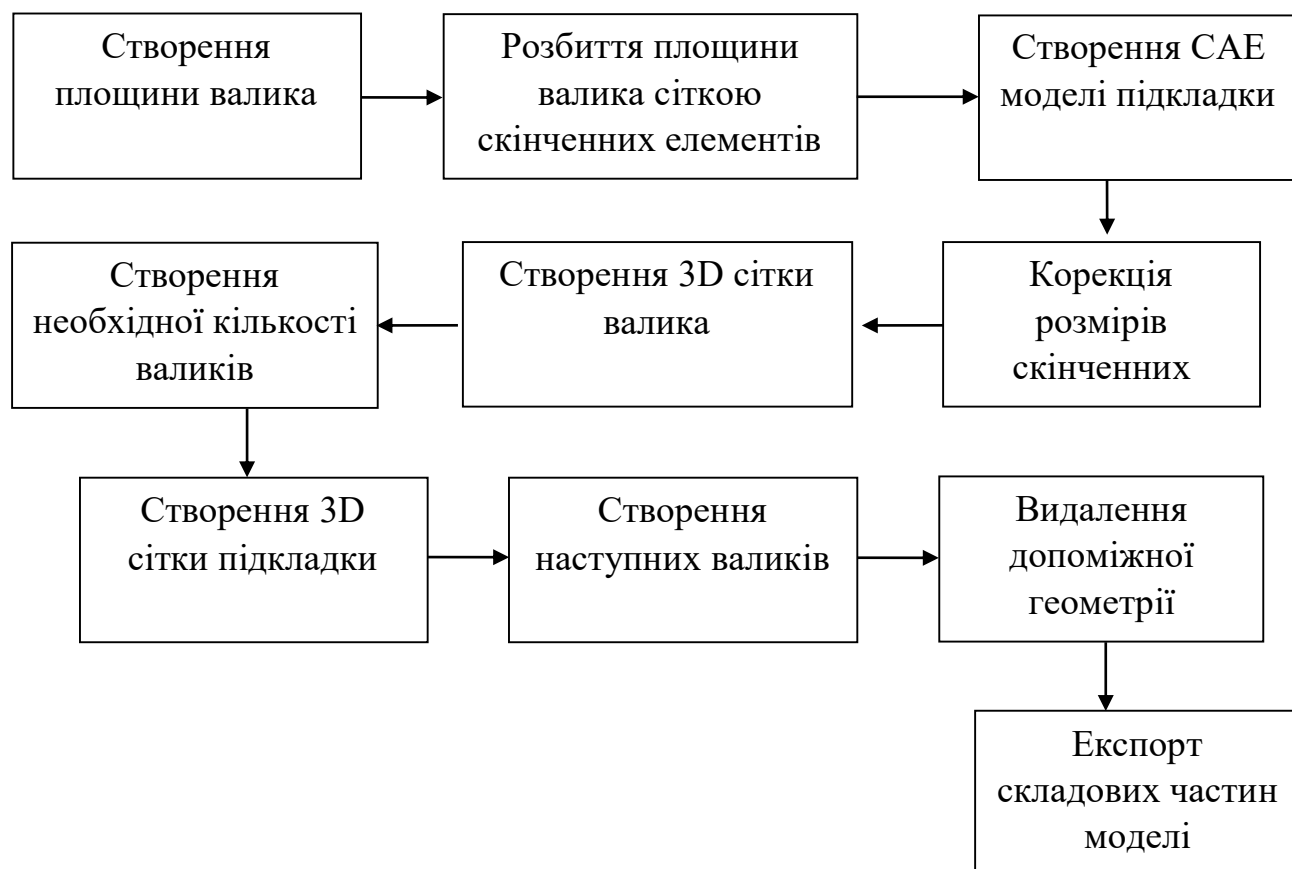 Створення
площини валика
Розбиття площини
валика сіткою
скінченних елементів
Створення CAE
моделі підкладки
Корекція
розмірів
скінченних
Створення 3D сітки
валика
Створення
необхідної кількості
валиків
Створення 3D
сітки підкладки
Створення
наступних валиків
Видалення
допоміжної
геометрії
Експорт
складових частин
моделі